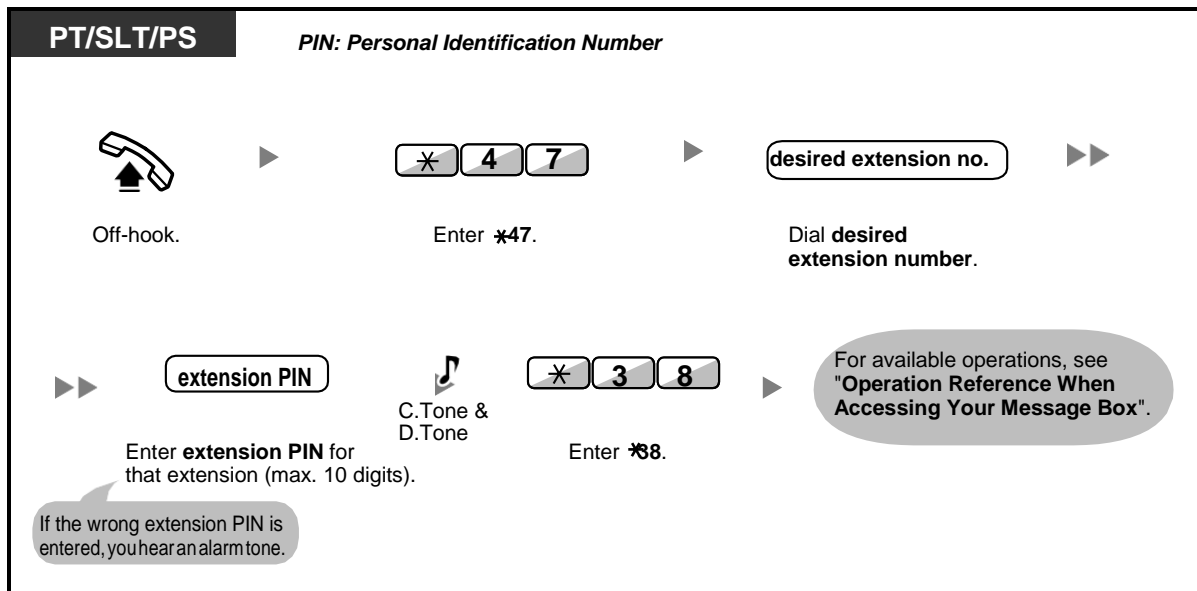 PT/SLT/PS
PIN: Personal Identification Number
* 4 7
desired extension no.
Off-hook.
Enter *47.
Dial desired
extension number.
extension PIN
C.Tone &
D.Tone
* 3 8
Enter extension PIN for
that extension (max. 10 digits).
Enter *38.
For available operations, see
"Operation Reference When
Accessing Your Message Box".
If the wrong extension PIN is
entered, you hear an alarm tone.